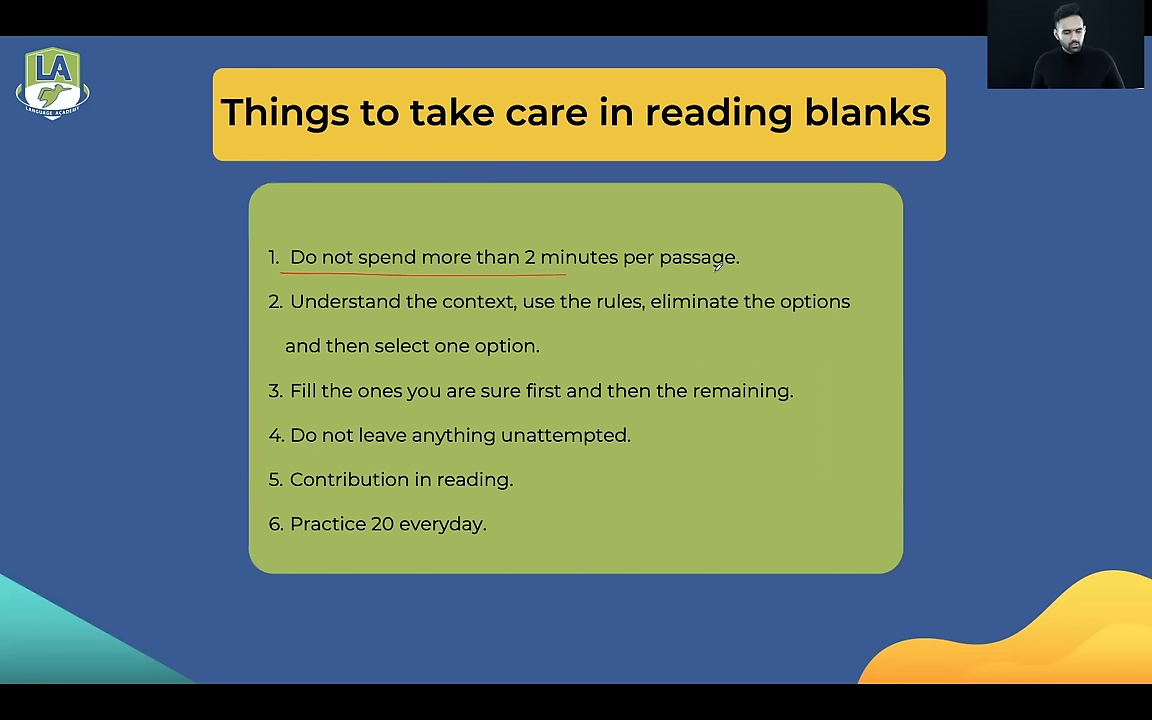 LA
LANGUAGE ACADEMY
Things to take care in reading blanks
1. Do not spend more than 2 minutes per passage.
2. Understand the context, use the rules, eliminate the options
and then select one option.
3. Fill the ones you are sure first and then the remaining.
4. Do not leave anything unattempted.
5. Contribution in reading.
6. Practice 20 everyday.